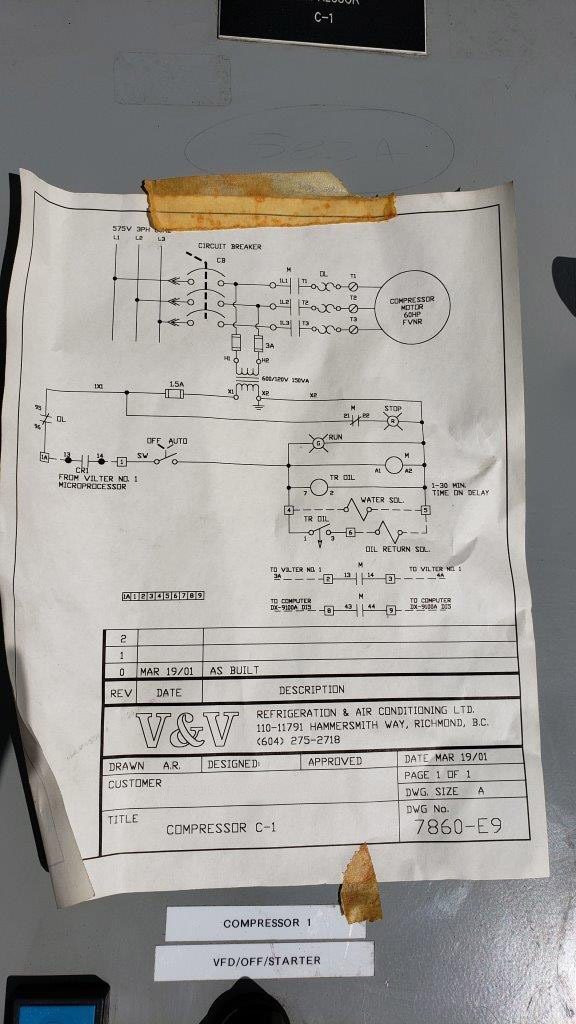 C-1
575V 3PH
L1 L2 L3
CIRCUIT BREAKER
CB
M OL
1L1 T1 T1
1L2 T2 T2
1L3 T3 T3
COMPRESSOR
MOTOR
60HP
FVNR
3A
H1 H2
600/120V 150VA
1X1 1.5A X1 X2 X2
95
OL
96
M STOP
21 22 R
G RUN
OFF AUTO
SW
M
A1 A2
1A 13 14 1
CR1
FROM VILTER NO. 1
MICROPROCESSOR
TR OIL
7 2
1-30 MIN.
TIME ON DELAY
WATER SOL.
4 5
TR OIL
1 3 6
OIL RETURN SOL.
TO VILTER NO. 1 M TO VILTER NO. 1
3A 2 13 14 3 4A
1A 1 2 3 4 5 6 7 8 9
TO COMPUTER M TO COMPUTER
DX-9100A DI5 8 43 44 9 DX-9100A DI5
2
1
0 MAR 19/01 AS BUILT
REV DATE DESCRIPTION
V&V REFRIGERATION & AIR CONDITIONING LTD.
110-11791 HAMMERSMITH WAY, RICHMOND, B.C.
(604) 275-2718
DRAWN A.R. DESIGNED: APPROVED DATE MAR 19/01
CUSTOMER PAGE 1 OF 1
DWG. SIZE A
TITLE COMPRESSOR C-1 DWG No.
7860-E9
COMPRESSOR 1
VFD/OFF/STARTER